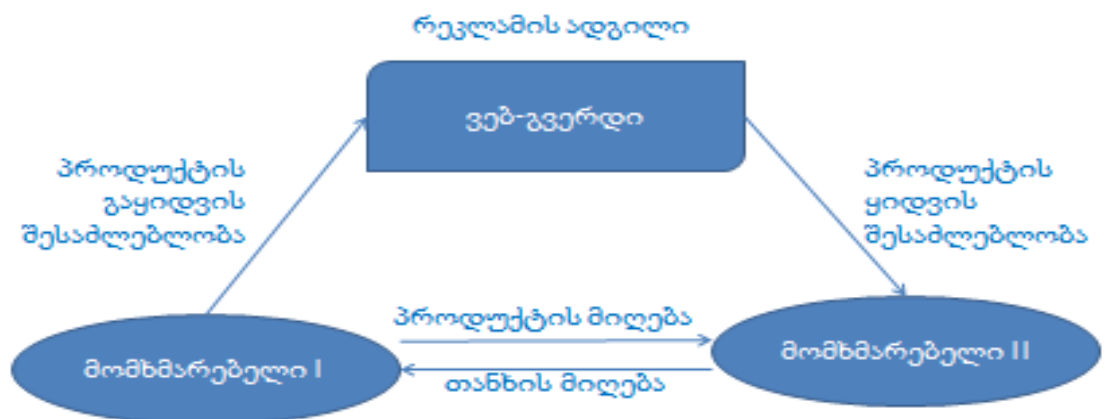 რეკლამის ადგილი
ვებ-გვერდი
პროდუქტის
გაყიდვის
შესაძლებლობა
პროდუქტის
ყიდვის
შესაძლებლობა
პროდუქტის მიღება
მომხმარებელი I
მომხმარებელი II
თანხის მიღება